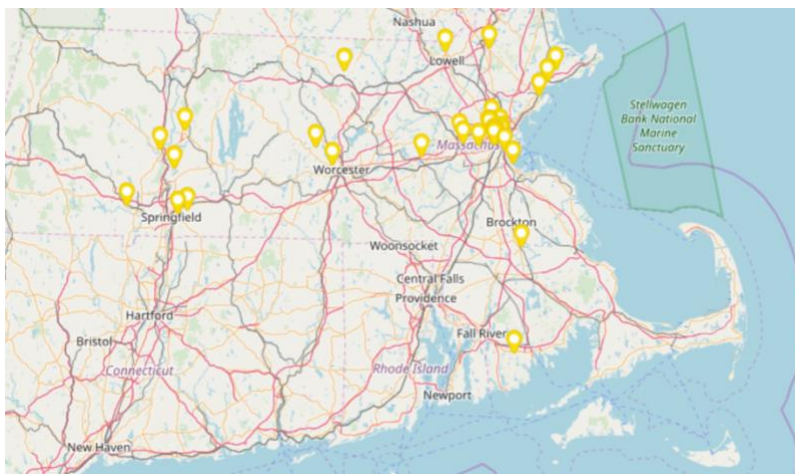 Nashua
Lowell
Stellwagen
Bank National
Marine
Sanctuary
Massachus
Worcester
Springfield
Brockton
Woonsocket
Central Falls
Providence
Hartford
Bristol
Fall River
Connecticut
Rhode Island
Newport
New Haven